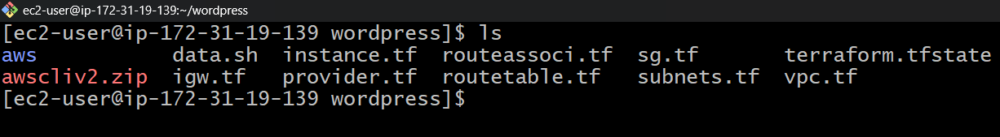 ec2-user@ip-172-31-19-139:~/wordpress
[ec2-user@ip-172-31-19-139 wordpress]$ ls
aws data.sh instance.tf routeassoci.tf sg.tf terraform.tfstate
awscliv2.zip igw.tf provider.tf routetable.tf subnets.tf vpc.tf
[ec2-user@ip-172-31-19-139 wordpress]$